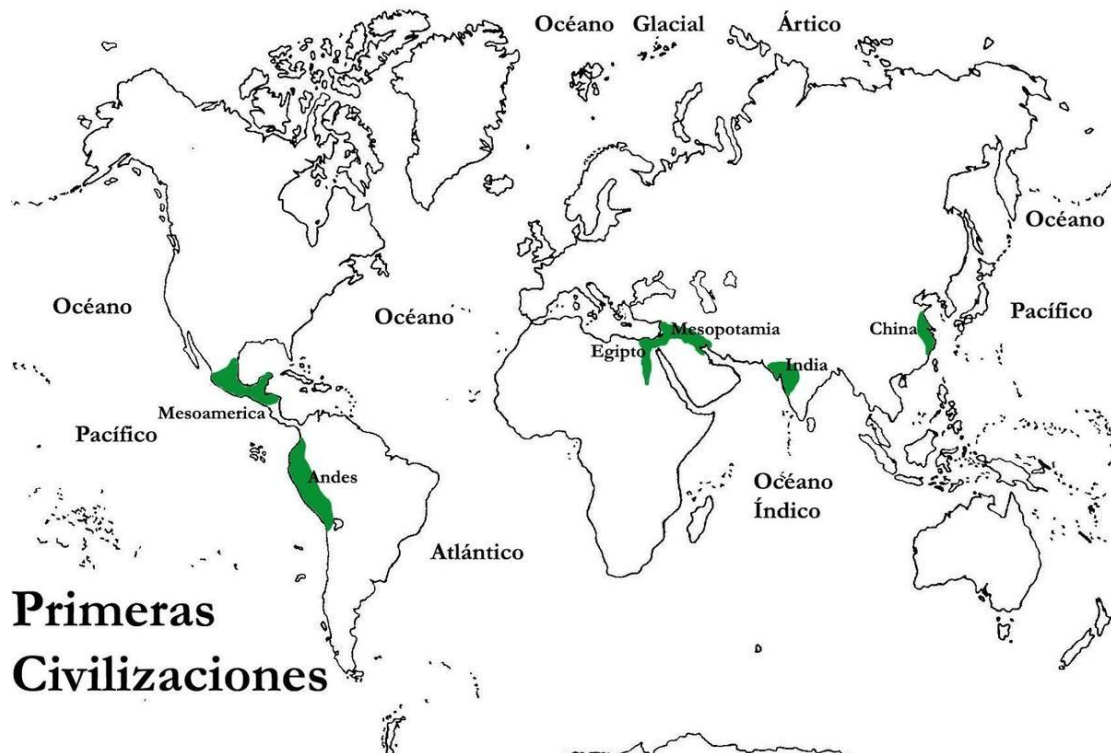 Océano Glacial Ártico
Océano
Océano
Pacífico
Océano
Mesopotamia
China
Egipto
India
Mesoamerica
Pacífico
Andes
Océano
Índico
Atlántico
Primeras
Civilizaciones